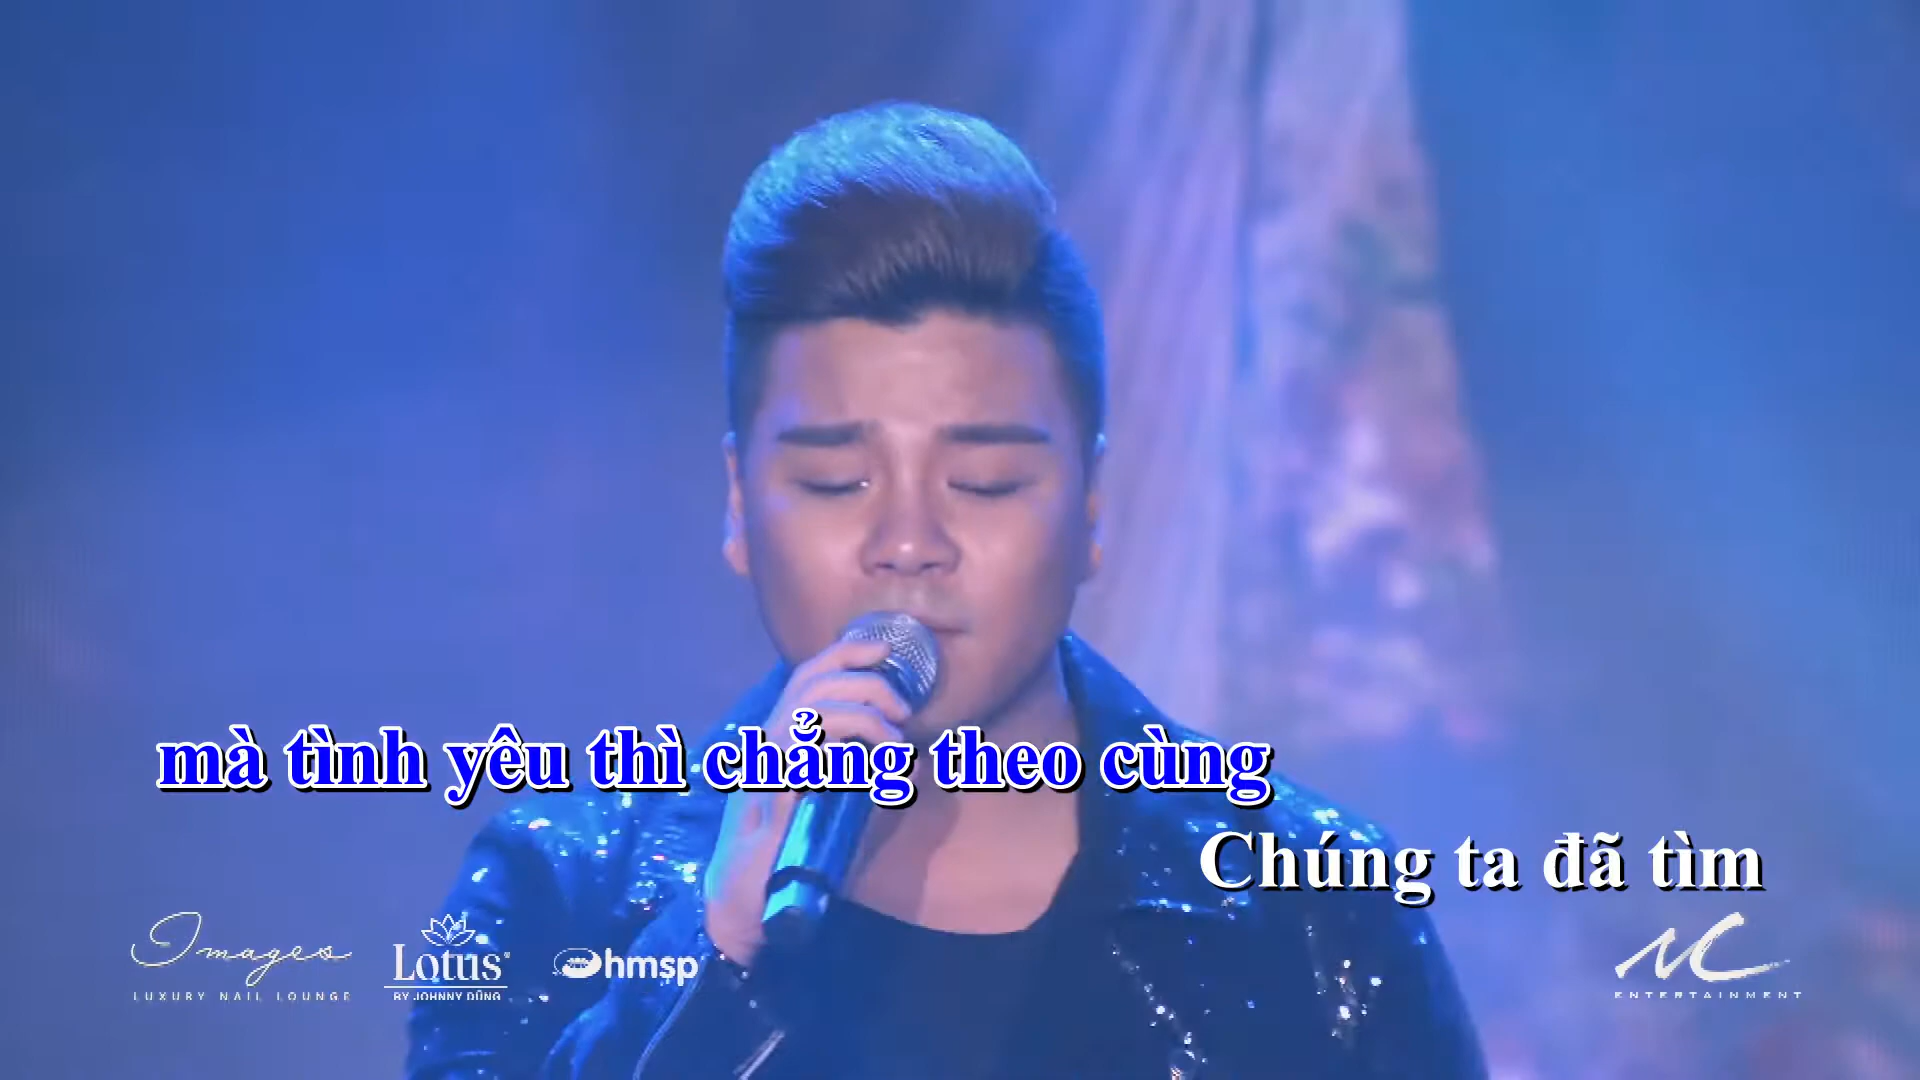 mà tình yêu thì chẳng theo cùng
Chúng ta đã tìm
Images
LUXURY NAIL LOUNGE
Lotus
BY JOHNNY DŨNG
hmsp
MC
ENTERTAINMENT